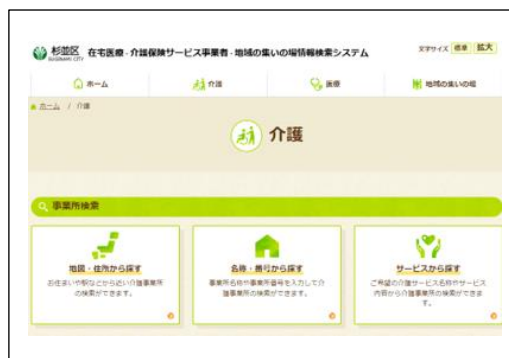 杉並区 在宅医療・介護保険サービス事業者・地域の集いの場情報検索システム
SUGINAMI CITY
文字サイズ 標準 拡大
ホーム 介護 医療 地域の集いの場
ホーム / 介護
介護
事業所検索
地図・住所から探す
お住まいや駅などから近い介護事業所
の検索ができます。
名称・番号から探す
事業所名称や事業所番号を入力して介
護事業所の検索ができます。
サービスから探す
ご希望の介護サービス名称やサービス
内容から介護事業所の検索ができま
す。